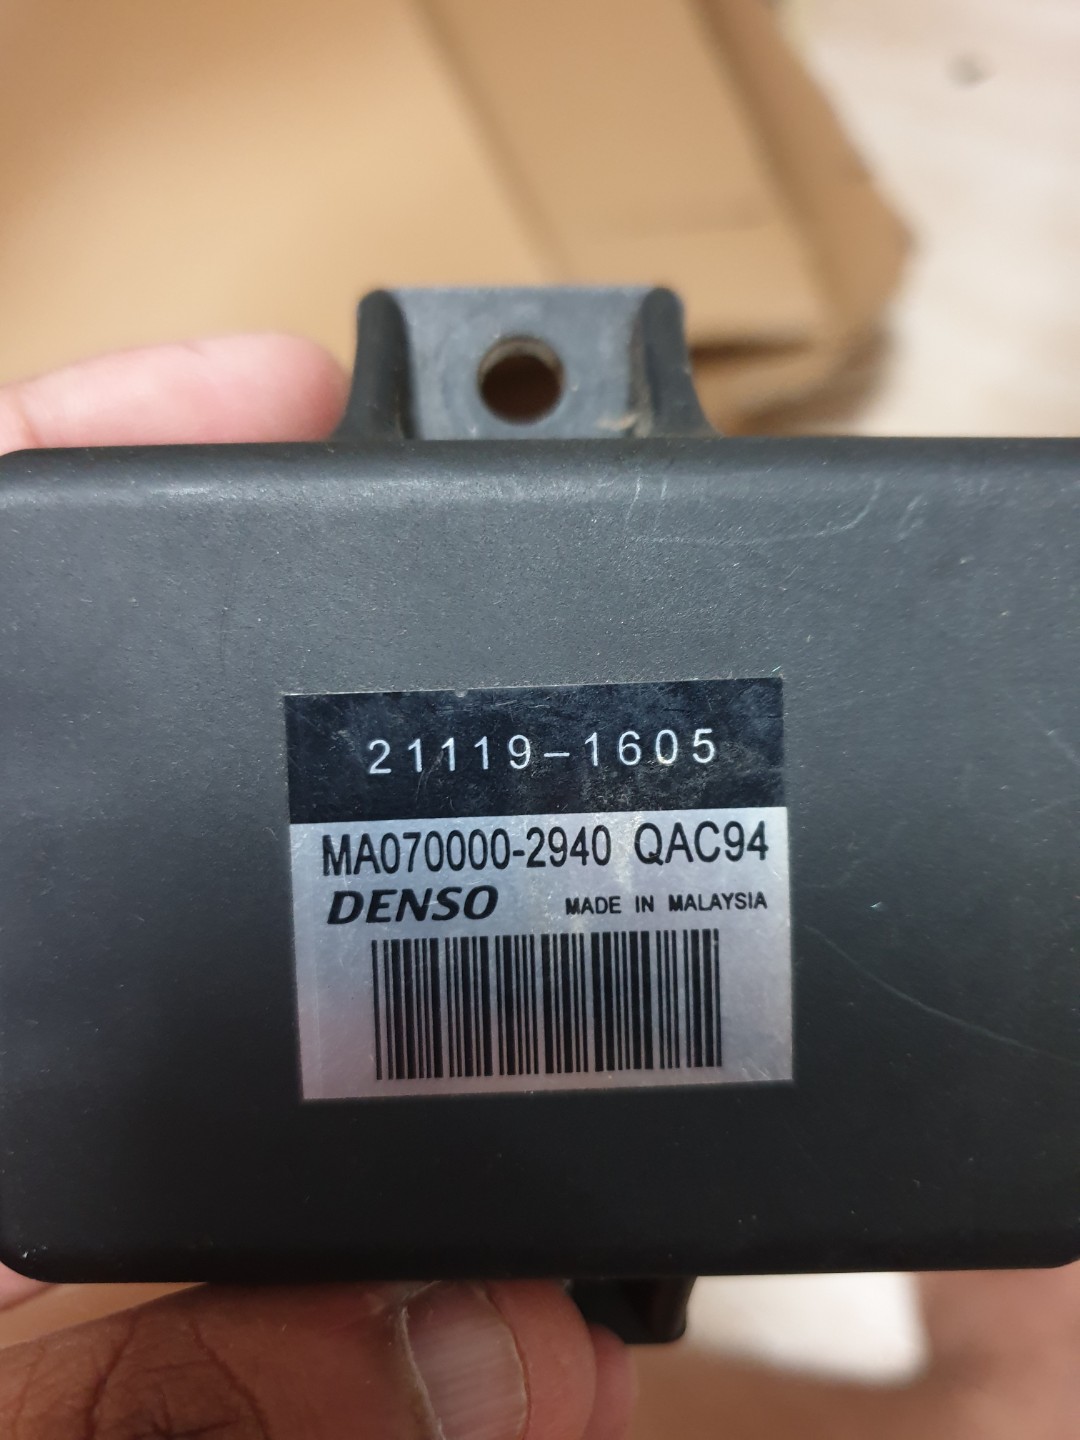 21119-1605
MA070000-2940 QAC94
DENSO MADE IN MALAYSIA